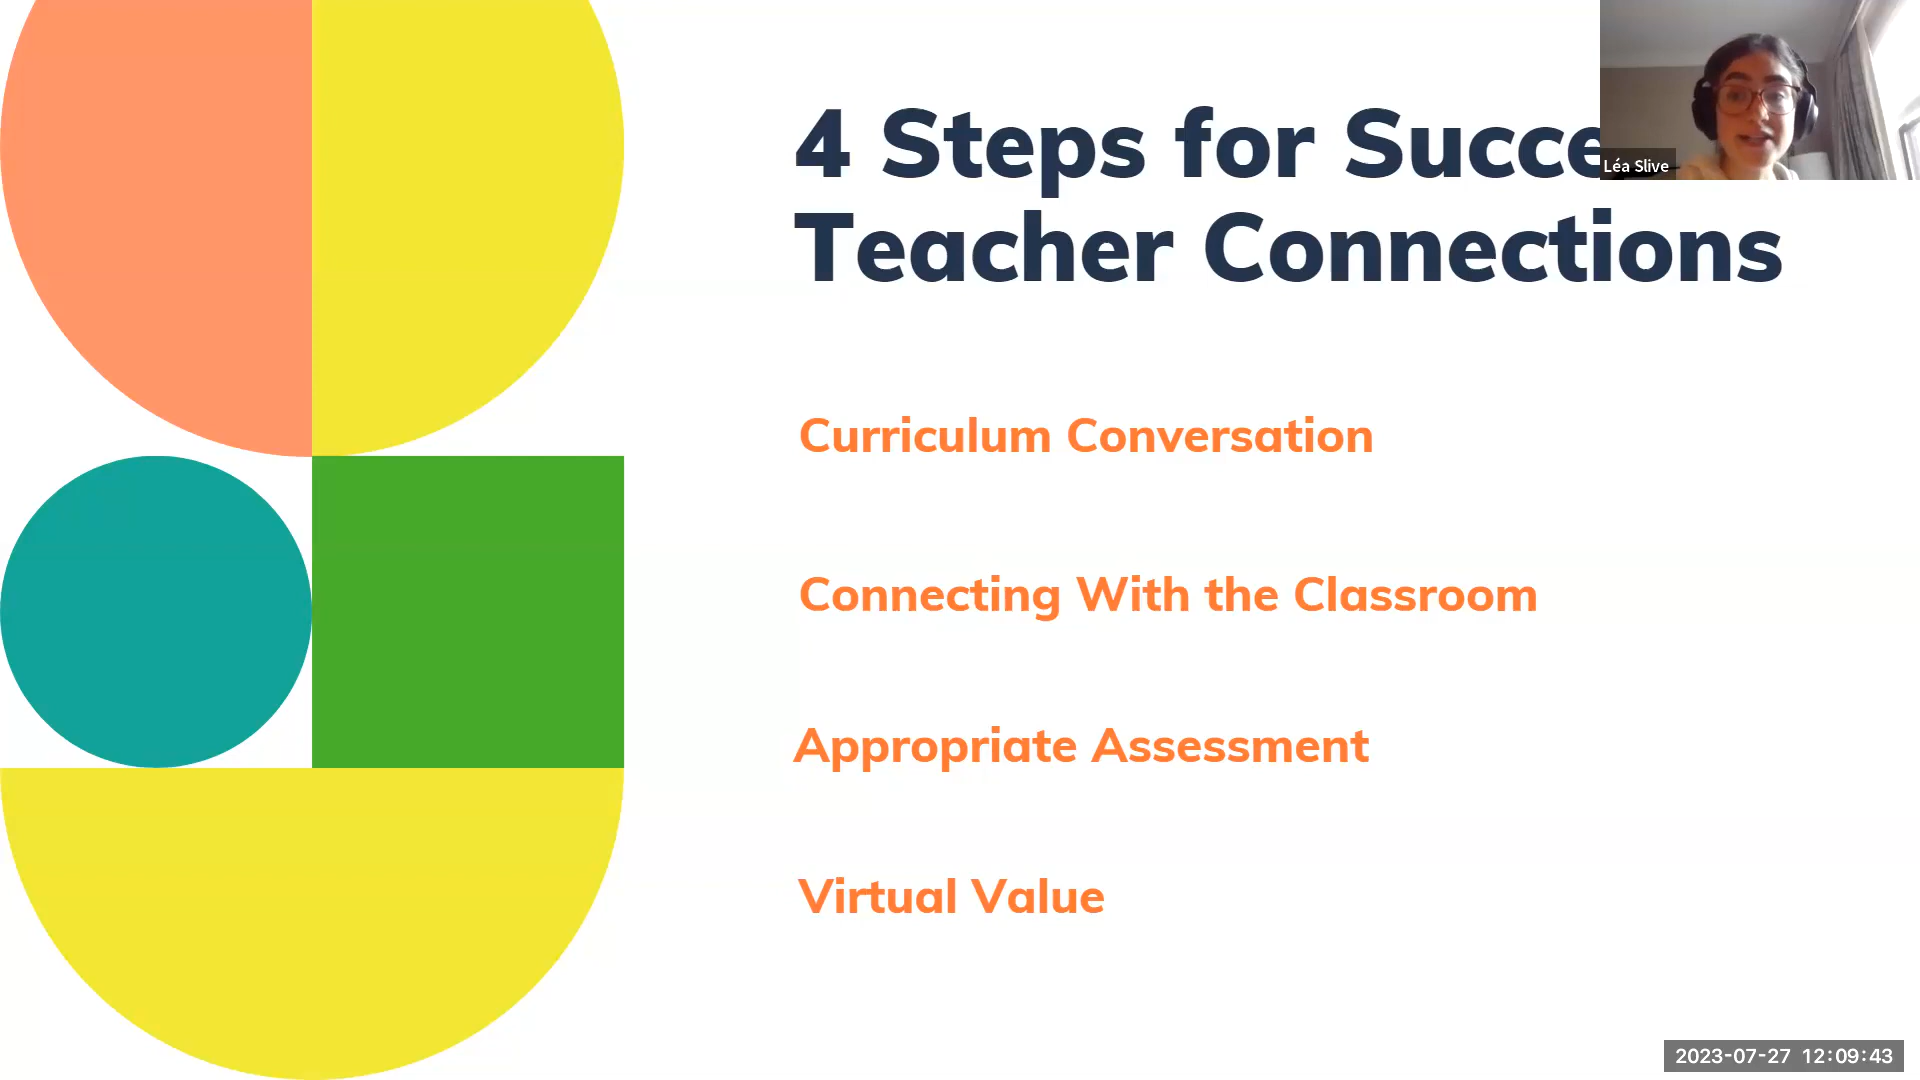 4 Steps for Succe
Teacher Connections
Léa Slive
Curriculum Conversation
Connecting With the Classroom
Appropriate Assessment
Virtual Value
2023-07-27 12:09:43